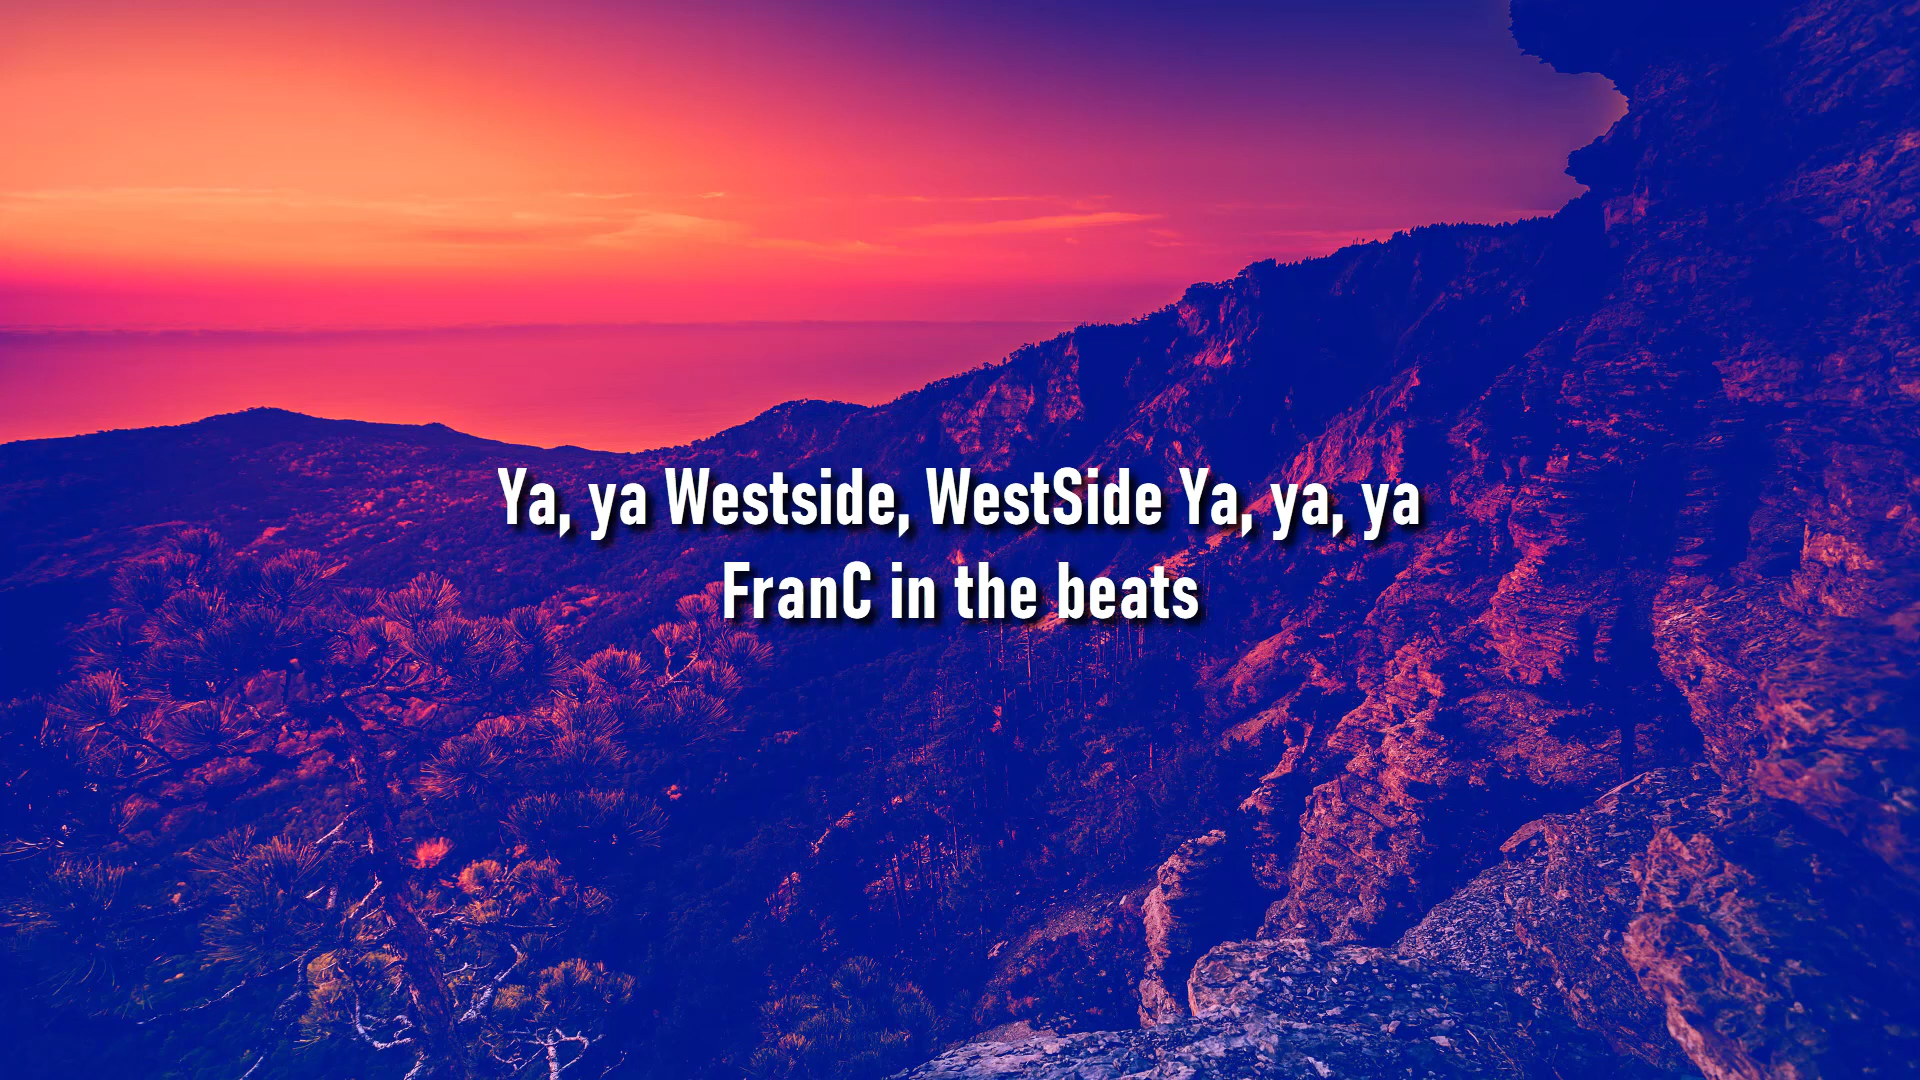 Ya, ya Westside, WestSide Ya, ya, ya
FranC in the beats